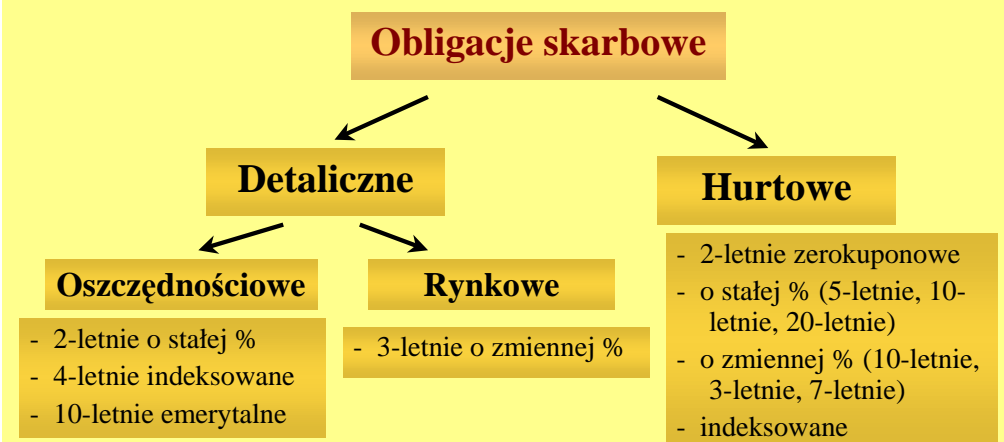 Obligacje skarbowe
Detaliczne
Hurtowe
Oszczędnościowe
- 2-letnie o stałej %
- 4-letnie indeksowane
- 10-letnie emerytalne
Rynkowe
- 3-letnie o zmiennej %
- 2-letnie zerokuponowe
- o stałej % (5-letnie, 10-
letnie, 20-letnie)
- o zmiennej % (10-letnie,
3-letnie, 7-letnie)
- indeksowane